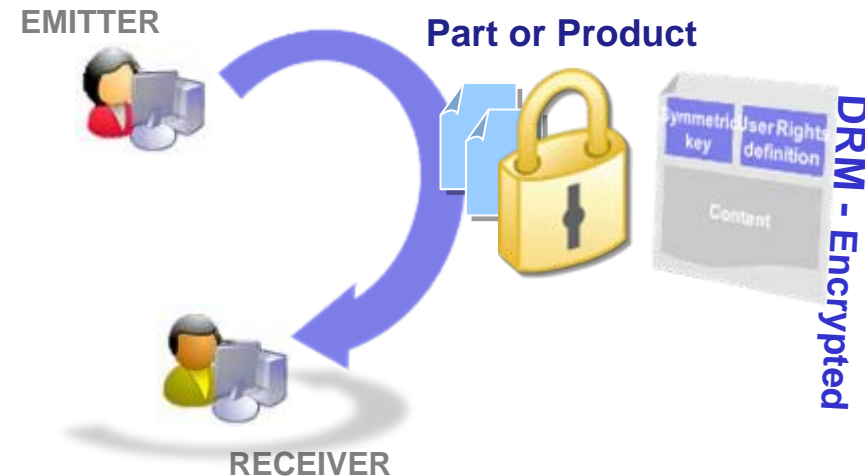 EMITTER
Part or Product
Symmetric
key
User Rights
definition
Content
DRM - Encrypted
RECEIVER